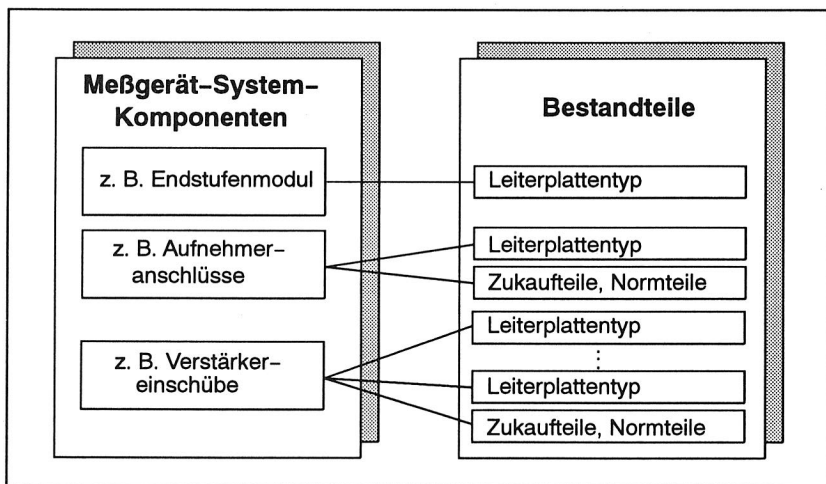 Meßgerät–System–
Komponenten
z. B. Endstufenmodul
z. B. Aufnehmer–
anschlüsse
z. B. Verstärker–
einschübe
Bestandteile
Leiterplattentyp
Leiterplattentyp
Zukaufteile, Normteile
Leiterplattentyp
Leiterplattentyp
Zukaufteile, Normteile